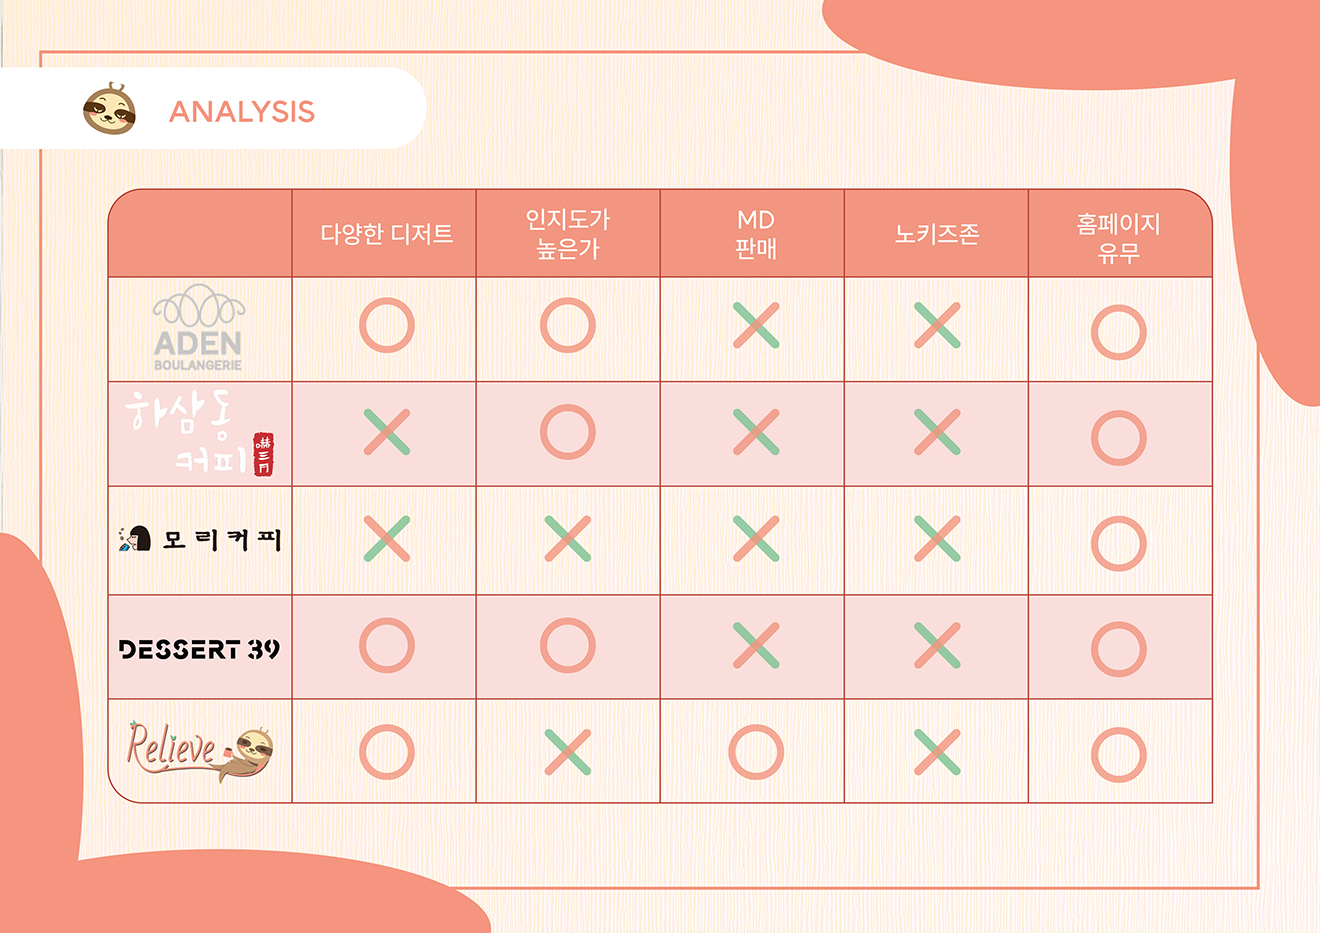 ANALYSIS
다양한 디저트
인지도가
높은가
MD
판매
노키즈존
홈페이지
유무
ADEN
BOULANGERIE
하삼동
커피
모리커피
DESSERT 39
Relieve